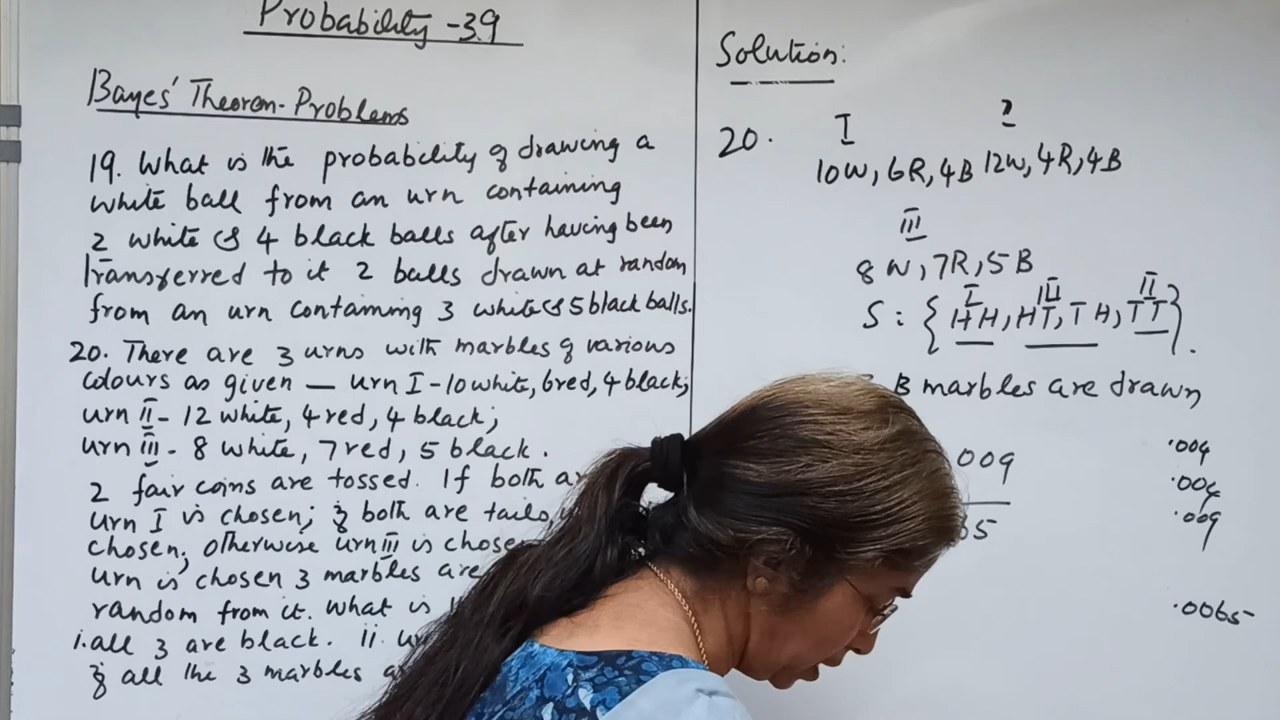 Probability -39
Bayes' Theorem-Problems
19. What is the probability of drawing a
white ball from an urn containing
2 white & 4 black balls after having been
transferred to it 2 balls drawn at random
from an urn containing 3 white & 5 black balls.
20. There are 3 urns with marbles of various
colours as given — urn I - 10 white, 6 red, 4 black;
urn II - 12 white, 4 red, 4 black;
urn III - 8 white, 7 red, 5 black.
2 fair coins are tossed. If both
urn I is chosen; if both are tails,
chosen; otherwise urn III is
urn is chosen 3 marbles are
random from it. What is
i. all 3 are black. ii.
if all the 3 marbles
Solution:
20. I
10W, 6R, 4B 12W, 4R, 4B
III
8W, 7R, 5B
I III II
S: {HH, HT, TH, TT}.
B marbles are drawn
009 .009
.009
.0065